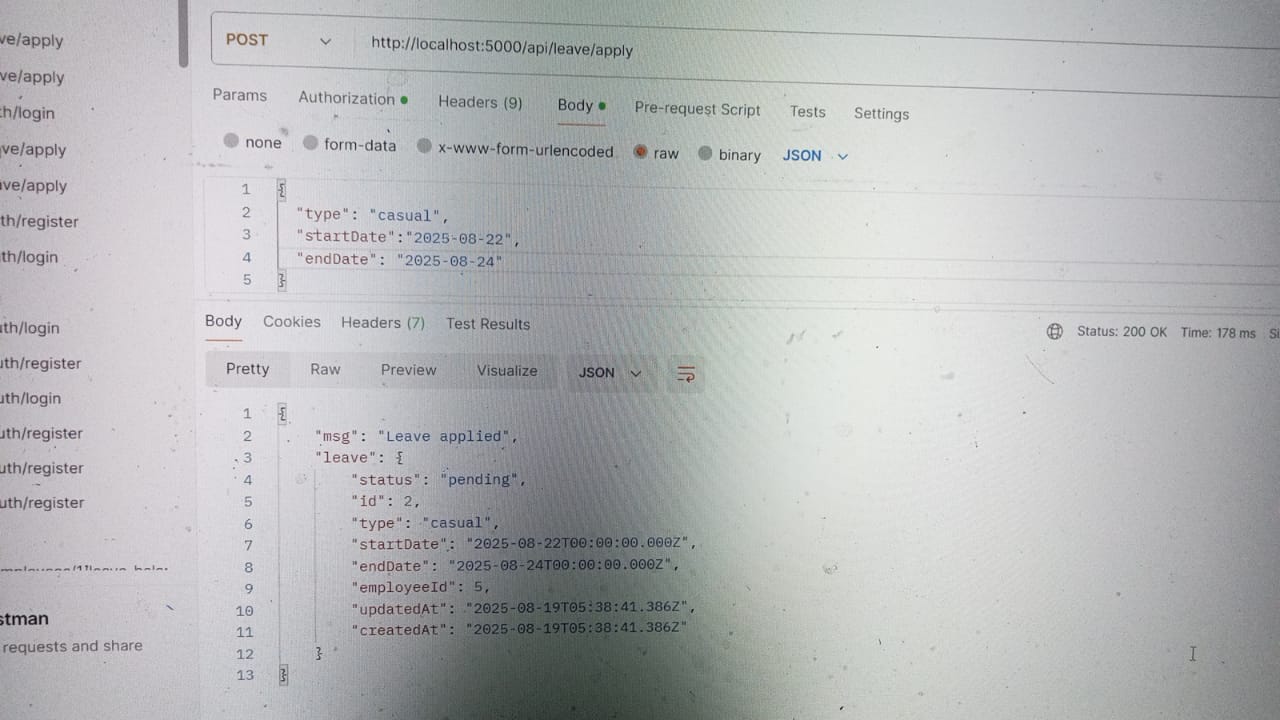 ve/apply
ve/apply
th/login
ve/apply
ve/apply
th/register
th/login
uth/login
uth/register
uth/login
uth/register
uth/register
uth/register
stman
requests and share
POST http://localhost:5000/api/leave/apply
Params Authorization Headers (9) Body Pre-request Script Tests Settings
none form-data x-www-form-urlencoded raw binary JSON
1 {
2 "type": "casual",
3 "startDate":"2025-08-22",
4 "endDate": "2025-08-24"
5 }
Body Cookies Headers (7) Test Results Status: 200 OK Time: 178 ms
Pretty Raw Preview Visualize JSON
1 {
2 "msg": "Leave applied",
3 "leave": {
4 "status": "pending",
5 "id": 2,
6 "type": "casual",
7 "startDate": "2025-08-22T00:00:00.000Z",
8 "endDate": "2025-08-24T00:00:00.000Z",
9 "employeeId": 5,
10 "updatedAt": "2025-08-19T05:38:41.386Z",
11 "createdAt": "2025-08-19T05:38:41.386Z"
12 }
13 }